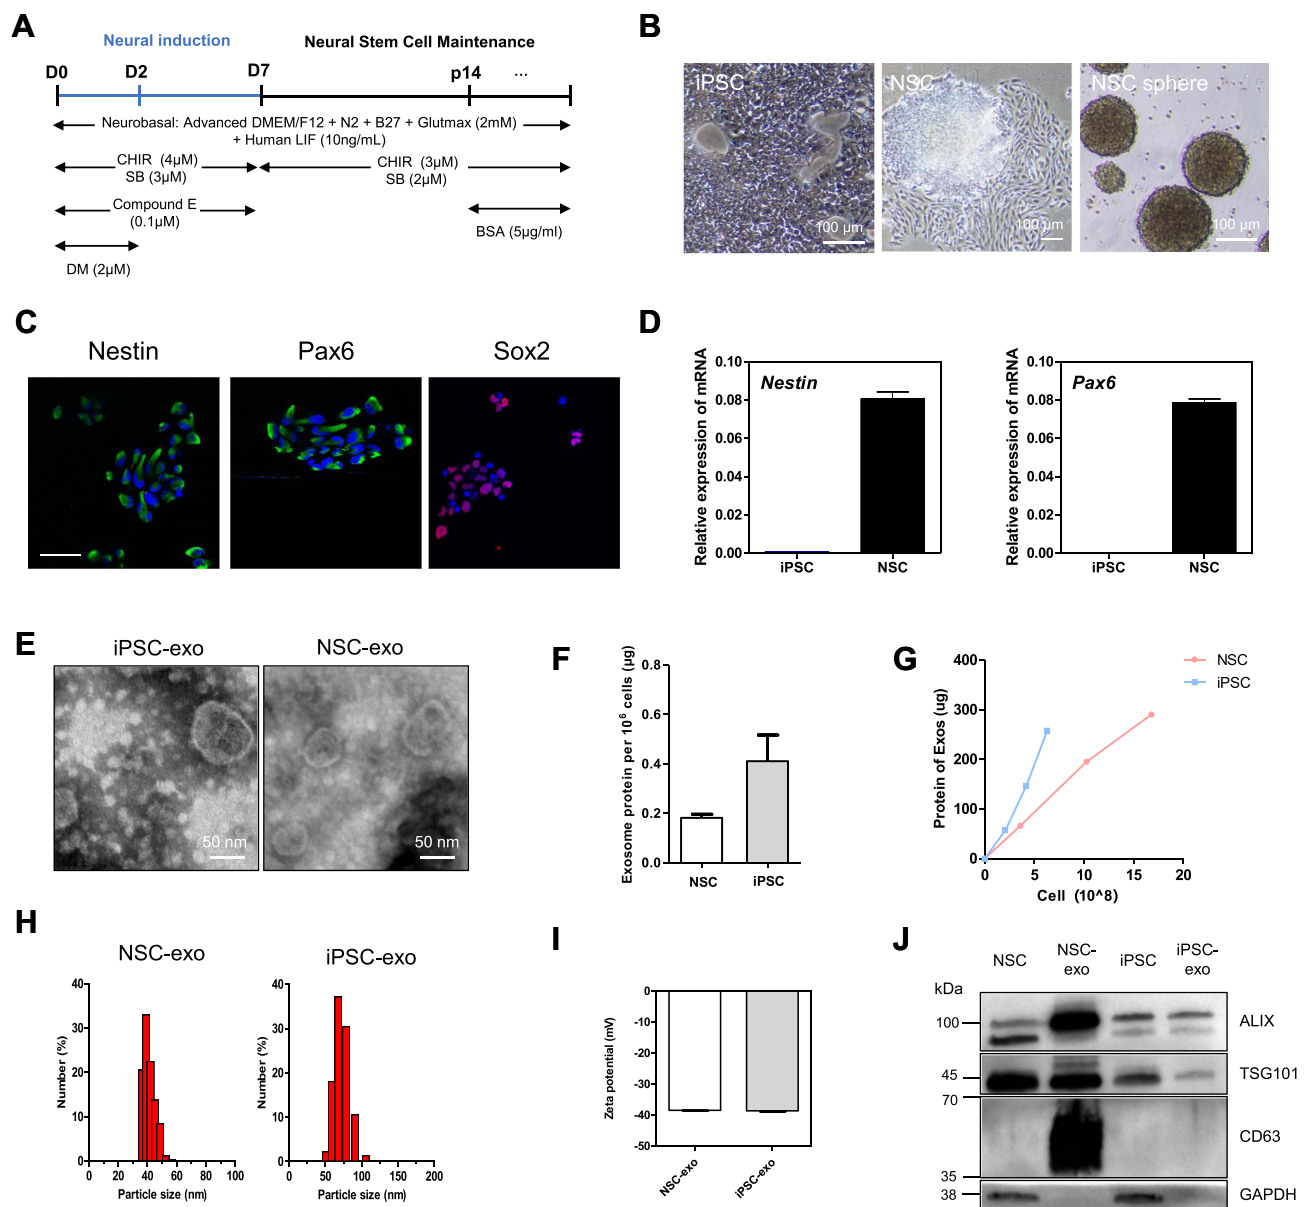 A
Neural induction
Neural Stem Cell Maintenance
D0 D2 D7 p14 ...
Neurobasal: Advanced DMEM/F12 + N2 + B27 + Glutmax (2mM)
+ Human LIF (10ng/mL)
CHIR (4µM)
SB (3µM)
CHIR (3µM)
SB (2µM)
Compound E
(0.1µM)
BSA (5µg/ml)
DM (2µM)
B
iPSC
100 µm
NSC
100 µm
NSC sphere
100 µm
C
Nestin
Pax6
Sox2
D
Relative expression of mRNA
0.10
0.08
0.06
0.04
0.02
0.00
Nestin
iPSC NSC
Relative expression of mRNA
0.10
0.08
0.06
0.04
0.02
0.00
Pax6
iPSC NSC
E
iPSC-exo
50 nm
NSC-exo
50 nm
F
Exosome protein per 10⁶ cells (µg)
0.8
0.6
0.4
0.2
0.0
NSC iPSC
G
Protein of Exos (ug)
400
300
200
100
0
0 5 10 15 20
Cell (10^8)
NSC
iPSC
H
NSC-exo
Number (%)
40
30
20
10
0
0 20 40 60 80 100
Particle size (nm)
iPSC-exo
Number (%)
40
30
20
10
0
0 50 100 150 200
Particle size (nm)
I
Zeta potential (mV)
0
-10
-20
-30
-40
-50
NSC-exo iPSC-exo
J
NSC
NSC-
exo
iPSC
iPSC-
exo
kDa
100
ALIX
45
TSG101
70
CD63
35
38
GAPDH